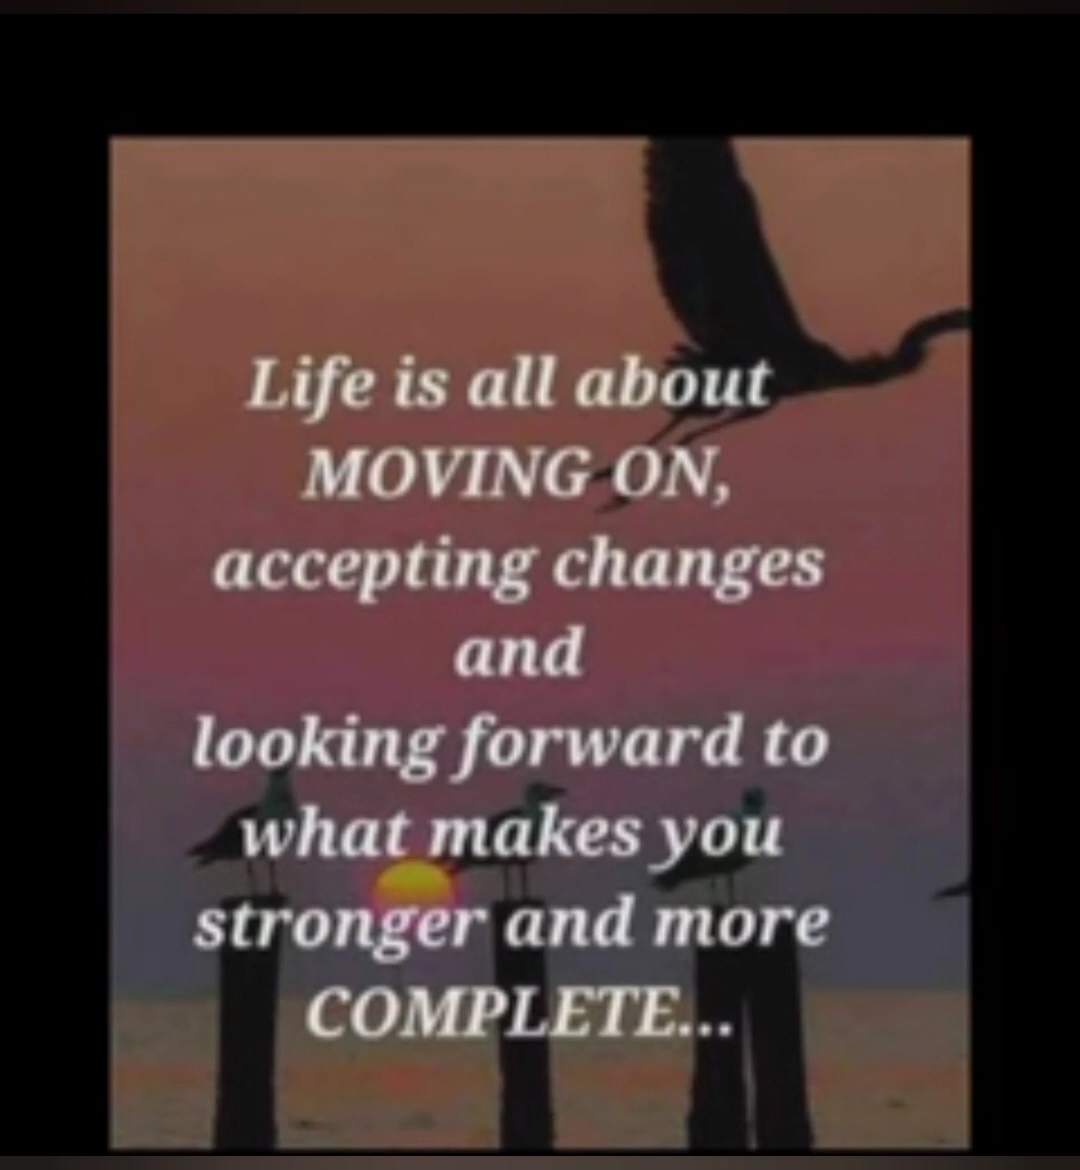 Life is all about
MOVING ON,
accepting changes
and
looking forward to
what makes you
stronger and more
COMPLETE...